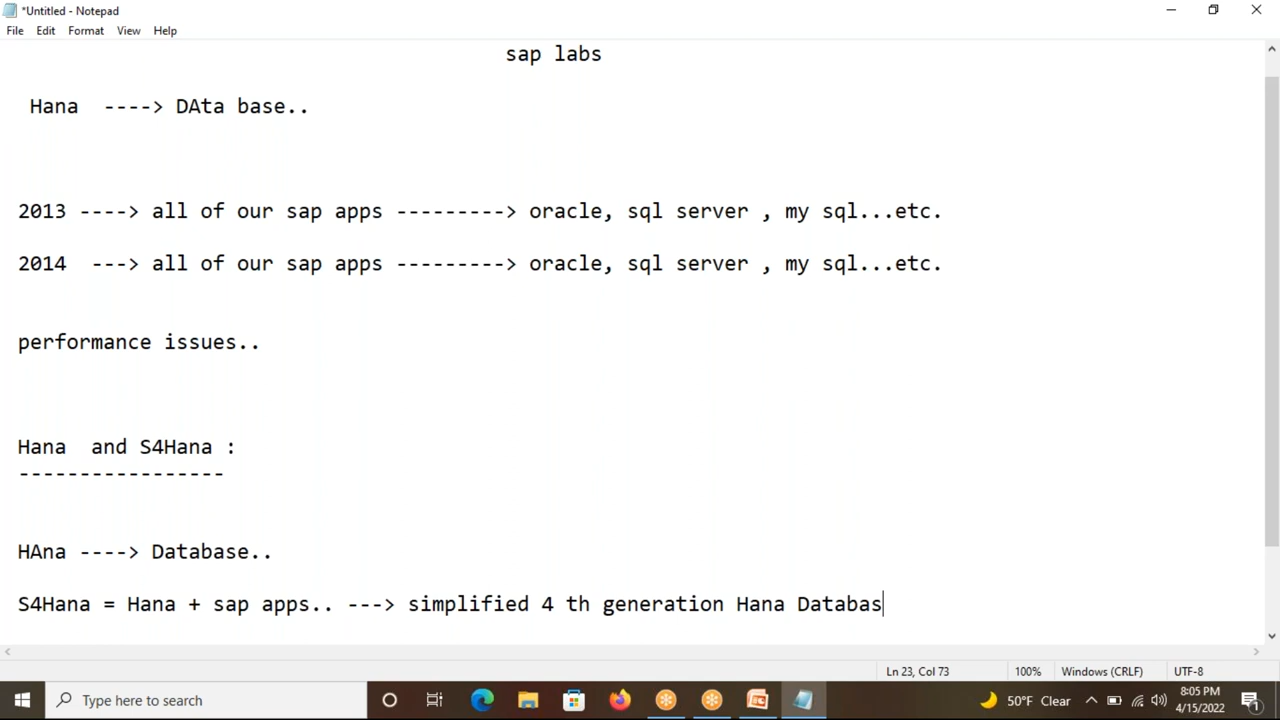 *Untitled - Notepad
File Edit Format View Help
sap labs
Hana ----> DAta base..
2013 ----> all of our sap apps ---------> oracle, sql server , my sql...etc.
2014 ---> all of our sap apps ---------> oracle, sql server , my sql...etc.
performance issues..
Hana and S4Hana :
-----------------
HAna ----> Database..
S4Hana = Hana + sap apps.. ---> simplified 4 th generation Hana Databas
Ln 23, Col 73 100% Windows (CRLF) UTF-8
Type here to search
50°F Clear
8:05 PM
4/15/2022
1